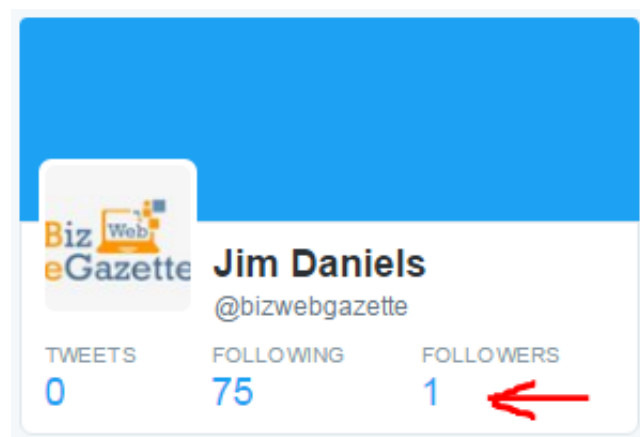 Biz Web
eGazette
Jim Daniels
@bizwebgazette
TWEETS FOLLOWING FOLLOWERS
0 75 1